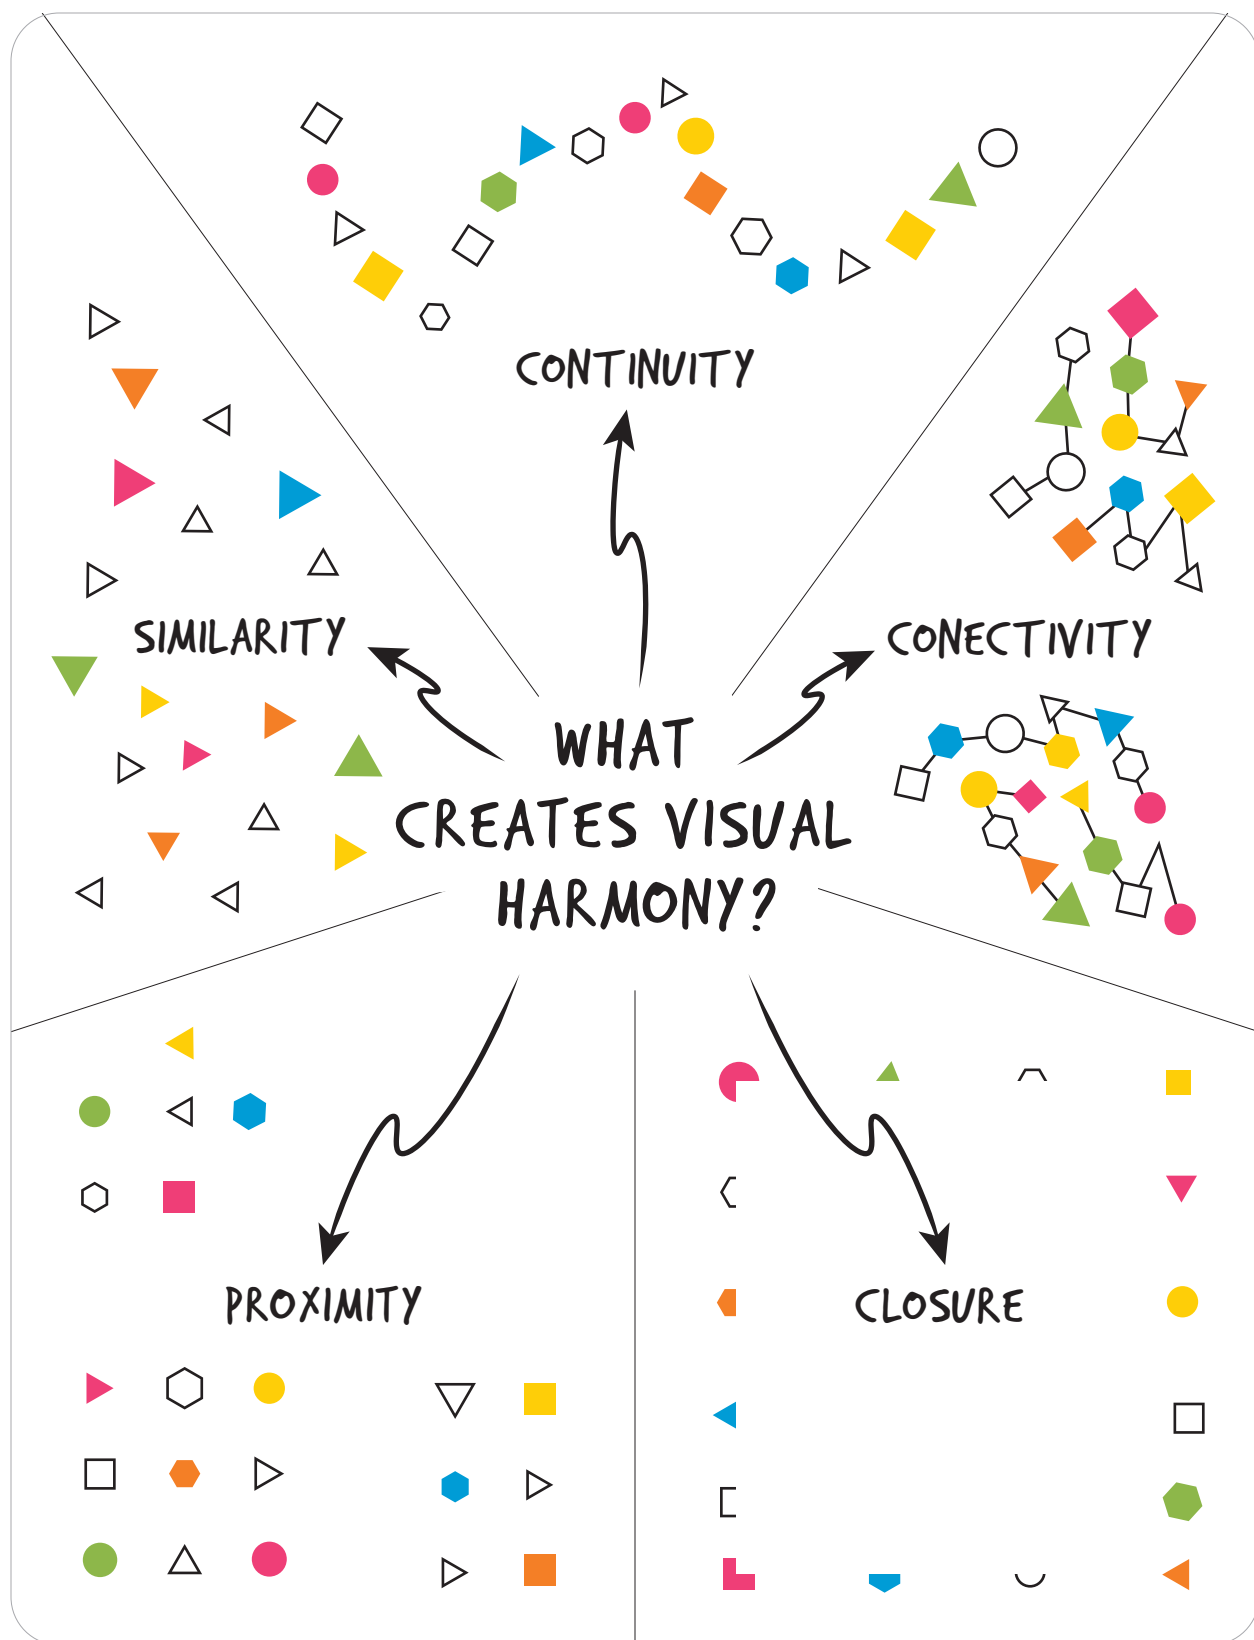 CONTINUITY
SIMILARITY
CONECTIVITY
WHAT
CREATES VISUAL
HARMONY?
PROXIMITY
CLOSURE